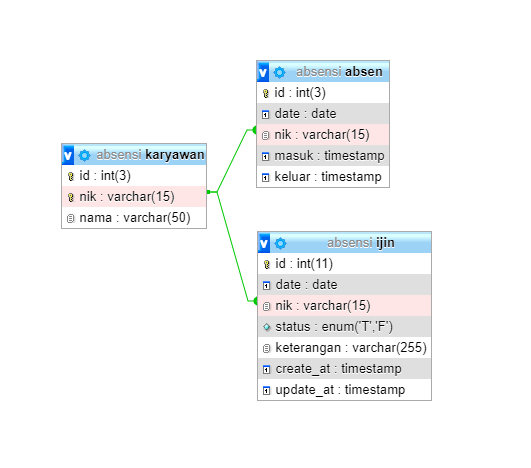 absensi absen
id : int(3)
date : date
nik : varchar(15)
masuk : timestamp
keluar : timestamp
absensi karyawan
id : int(3)
nik : varchar(15)
nama : varchar(50)
absensi ijin
id : int(11)
date : date
nik : varchar(15)
status : enum('T','F')
keterangan : varchar(255)
create_at : timestamp
update_at : timestamp